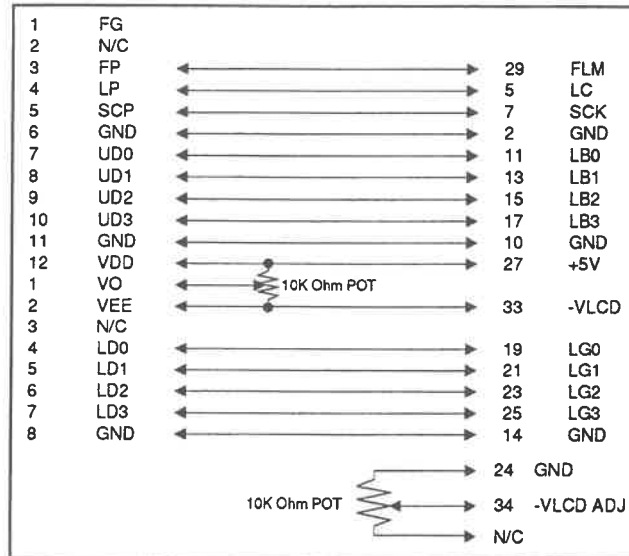 1 FG
2 N/C
3 FP 29 FLM
4 LP 5 LC
5 SCP 7 SCK
6 GND 2 GND
7 UD0 11 LB0
8 UD1 13 LB1
9 UD2 15 LB2
10 UD3 17 LB3
11 GND 10 GND
12 VDD 27 +5V
1 VO 10K Ohm POT
2 VEE 33 -VLCD
3 N/C
4 LD0 19 LG0
5 LD1 21 LG1
6 LD2 23 LG2
7 LD3 25 LG3
8 GND 14 GND
24 GND
10K Ohm POT 34 -VLCD ADJ
N/C